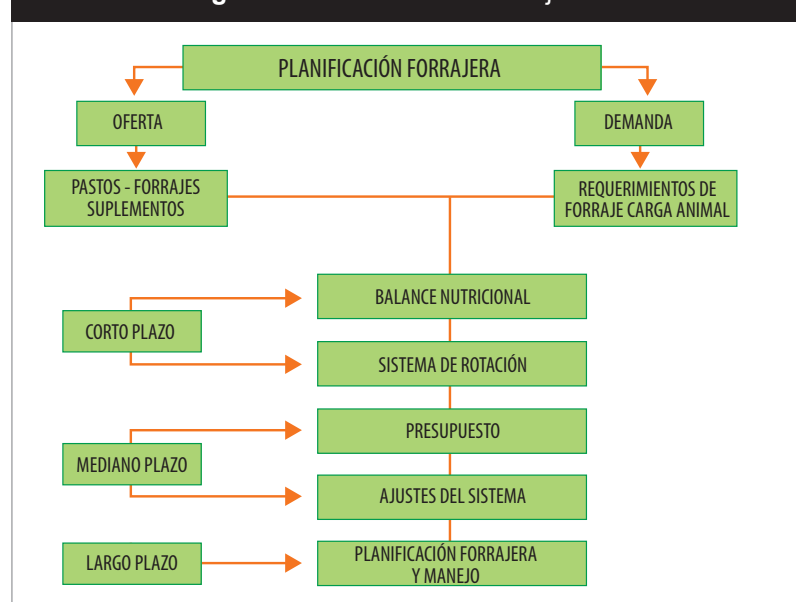 PLANIFICACIÓN FORRAJERA
OFERTA
DEMANDA
PASTOS - FORRAJES
SUPLEMENTOS
REQUERIMIENTOS DE
FORRAJE CARGA ANIMAL
BALANCE NUTRICIONAL
CORTO PLAZO
SISTEMA DE ROTACIÓN
PRESUPUESTO
MEDIANO PLAZO
AJUSTES DEL SISTEMA
LARGO PLAZO
PLANIFICACIÓN FORRAJERA
Y MANEJO